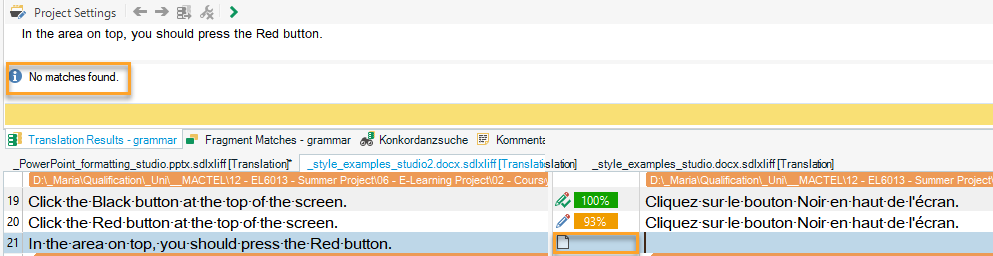 Project Settings
In the area on top, you should press the Red button.
No matches found.
Translation Results - grammar Fragment Matches - grammar Konkordanzsuche Kommenta
_PowerPoint_formatting_studio.pptx.sdlxliff [Translation]* _style_examples_studio2.docx.sdlxliff [Translatislation] _style_examples_studio.docx.sdlxliff [Translation]
D:\_Maria\Qualification\_Uni\__MACTEL\12 - EL6013 - Summer Project\06 - E-Learning Project\02 - Cours D:\_Maria\Qualification\_Uni\__MACTEL\12 - EL6013 - Summer Proje
19 Click·the·Black·button·at·the·top·of·the·screen. 100% Cliquez·sur·le·bouton·Noir·en·haut·de·l'écran.
20 Click·the·Red·button·at·the·top·of·the·screen. 93% Cliquez·sur·le·bouton·Noir·en·haut·de·l'écran.
21 In·the·area·on·top,·you·should·press·the·Red·button.